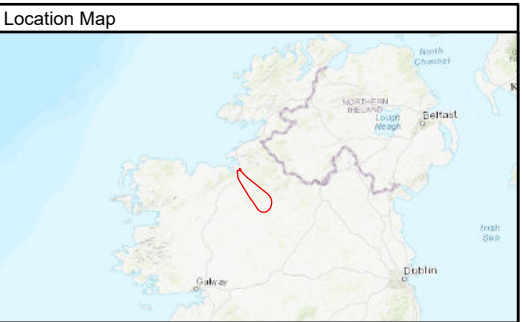 Location Map
North
Channel
NORTHERN
IRELAND
Lough
Neagh
Belfast
Irish
Sea
Dublin
Galway